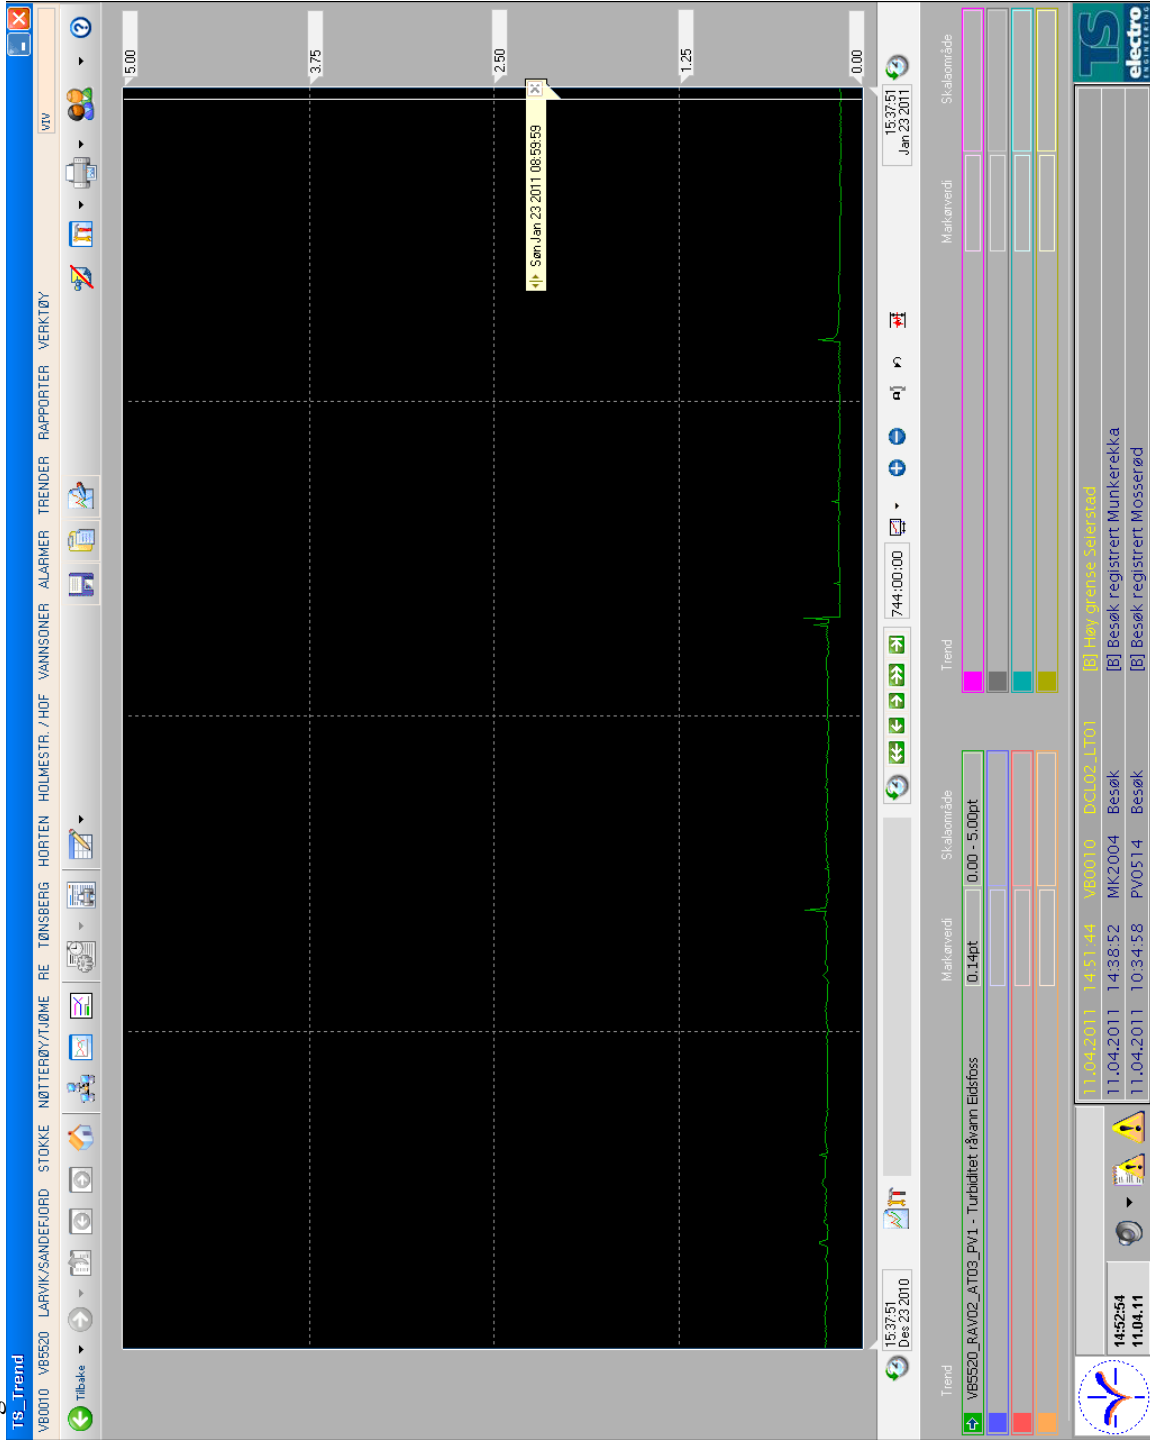 TS_Trend
VB0010 VB5520 LARVIK/SANDEFJORD STOKKE NØTTERØY/TJØME RE TØNSBERG HORTEN HOLMESTR. / HOF VANNSONER ALARMER TRENDER RAPPORTER VERKTØY VIV
Tilbake
5.00
3.75
2.50
1.25
0.00
Søn Jan 23 2011 08:59:59
15:37:51
Des 23 2010
744:00:00
15:37:51
Jan 23 2011
Trend Markørverdi Skalaområde Trend Markørverdi Skalaområde
VB5520_RAV02_AT03_PV1 - Turbiditet råvann Eidsfoss 0.14pt 0.00 - 5.00pt
14:52:54
11.04.11
11.04.2011 14:51:44 VB0010 DCL02_LT01 [B] Høy grense Seierstad
11.04.2011 14:38:52 MK2004 Besøk [B] Besøk registrert Munkerekka
11.04.2011 10:34:58 PV0514 Besøk [B] Besøk registrert Mosserød
TS
electro
ENGINEERING